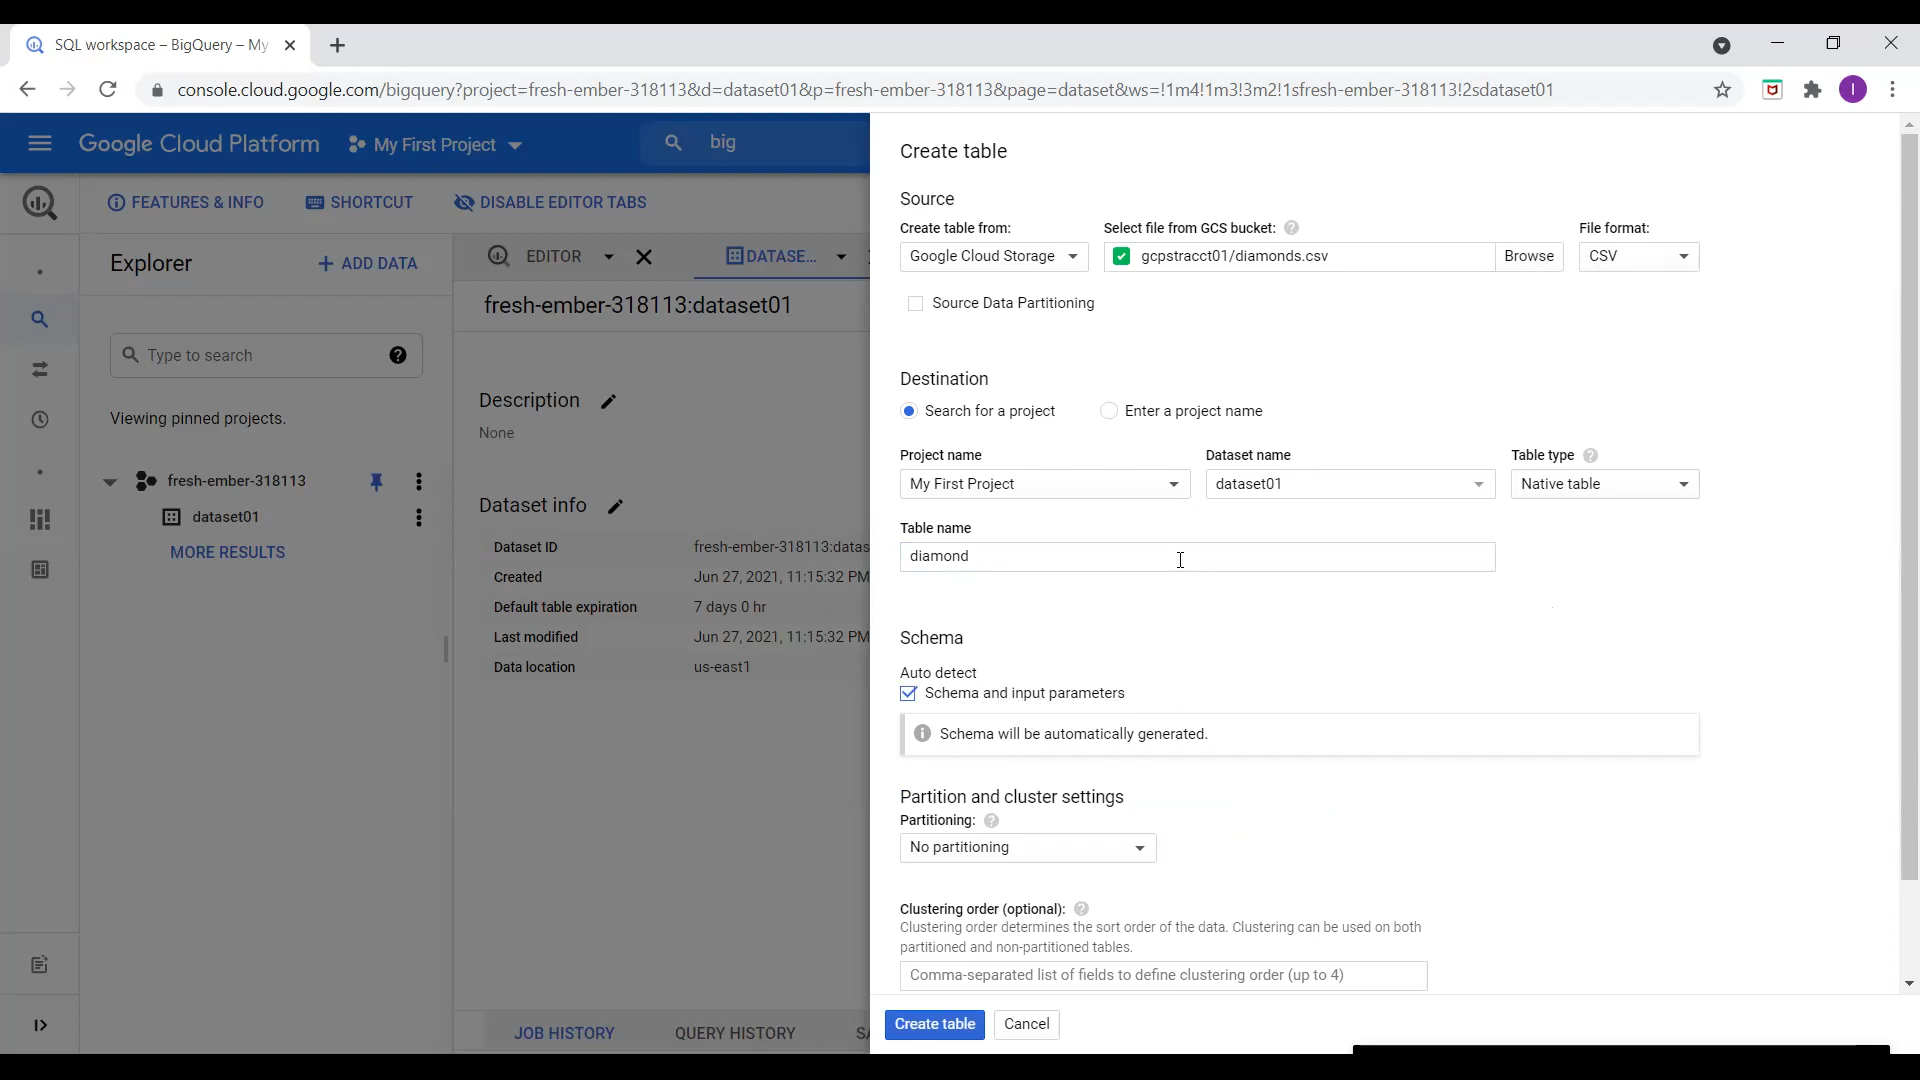 SQL workspace – BigQuery – My
console.cloud.google.com/bigquery?project=fresh-ember-318113&d=dataset01&p=fresh-ember-318113&page=dataset&ws=!1m4!1m3!3m2!1sfresh-ember-318113!2sdataset01
I
Google Cloud Platform
My First Project
big
FEATURES & INFO
SHORTCUT
DISABLE EDITOR TABS
Explorer
+ ADD DATA
Type to search
Viewing pinned projects.
fresh-ember-318113
dataset01
MORE RESULTS
EDITOR
DATASE...
fresh-ember-318113:dataset01
Description
None
Dataset info
Dataset ID fresh-ember-318113:datas
Created Jun 27, 2021, 11:15:32 PM
Default table expiration 7 days 0 hr
Last modified Jun 27, 2021, 11:15:32 PM
Data location us-east1
JOB HISTORY
QUERY HISTORY
SA
Create table
Source
Create table from: Select file from GCS bucket: File format:
Google Cloud Storage gcpstracct01/diamonds.csv Browse CSV
Source Data Partitioning
Destination
Search for a project Enter a project name
Project name Dataset name Table type
My First Project dataset01 Native table
Table name
diamond
Schema
Auto detect
Schema and input parameters
Schema will be automatically generated.
Partition and cluster settings
Partitioning:
No partitioning
Clustering order (optional):
Clustering order determines the sort order of the data. Clustering can be used on both
partitioned and non-partitioned tables.
Comma-separated list of fields to define clustering order (up to 4)
Create table Cancel